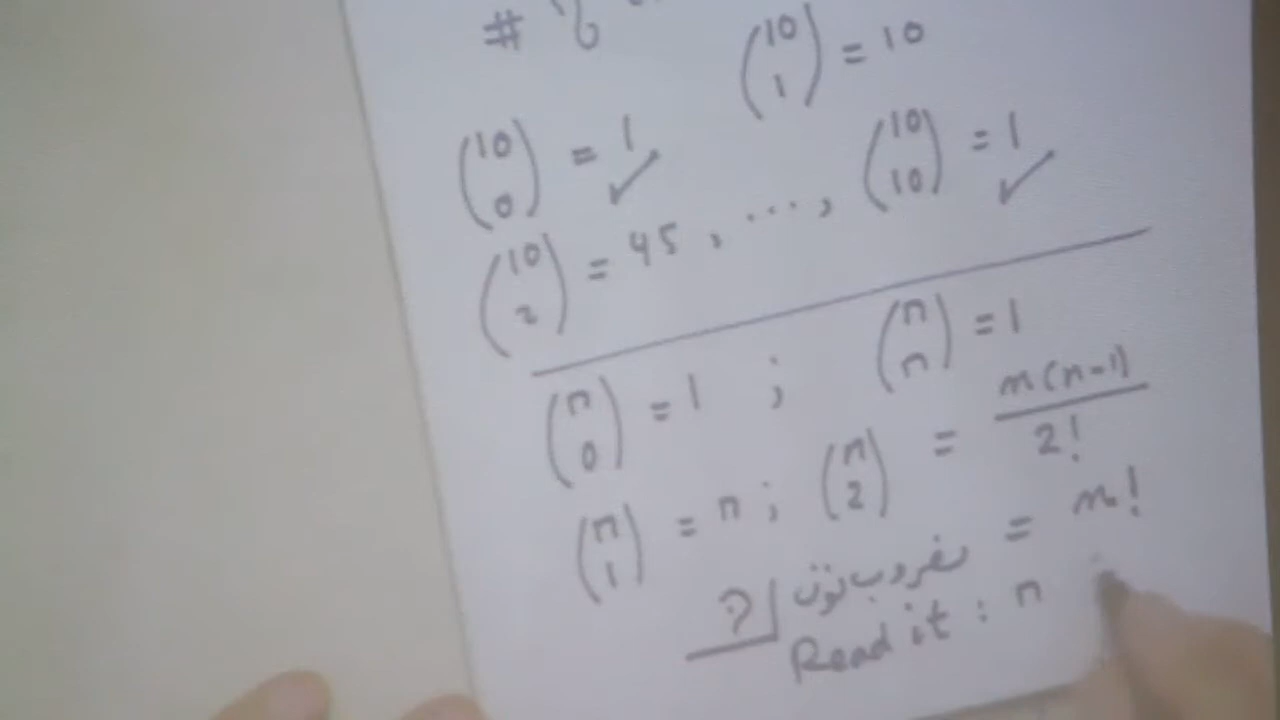 #
(10 1) = 10
(10 0) = 1 ✓
(10 2) = 45 , ... , (10 10) = 1 ✓
(n 0) = 1 ; (n n) = 1
(n 1) = n ; (n 2) = n(n-1) / 2!
مضروب = n!
Read it : n